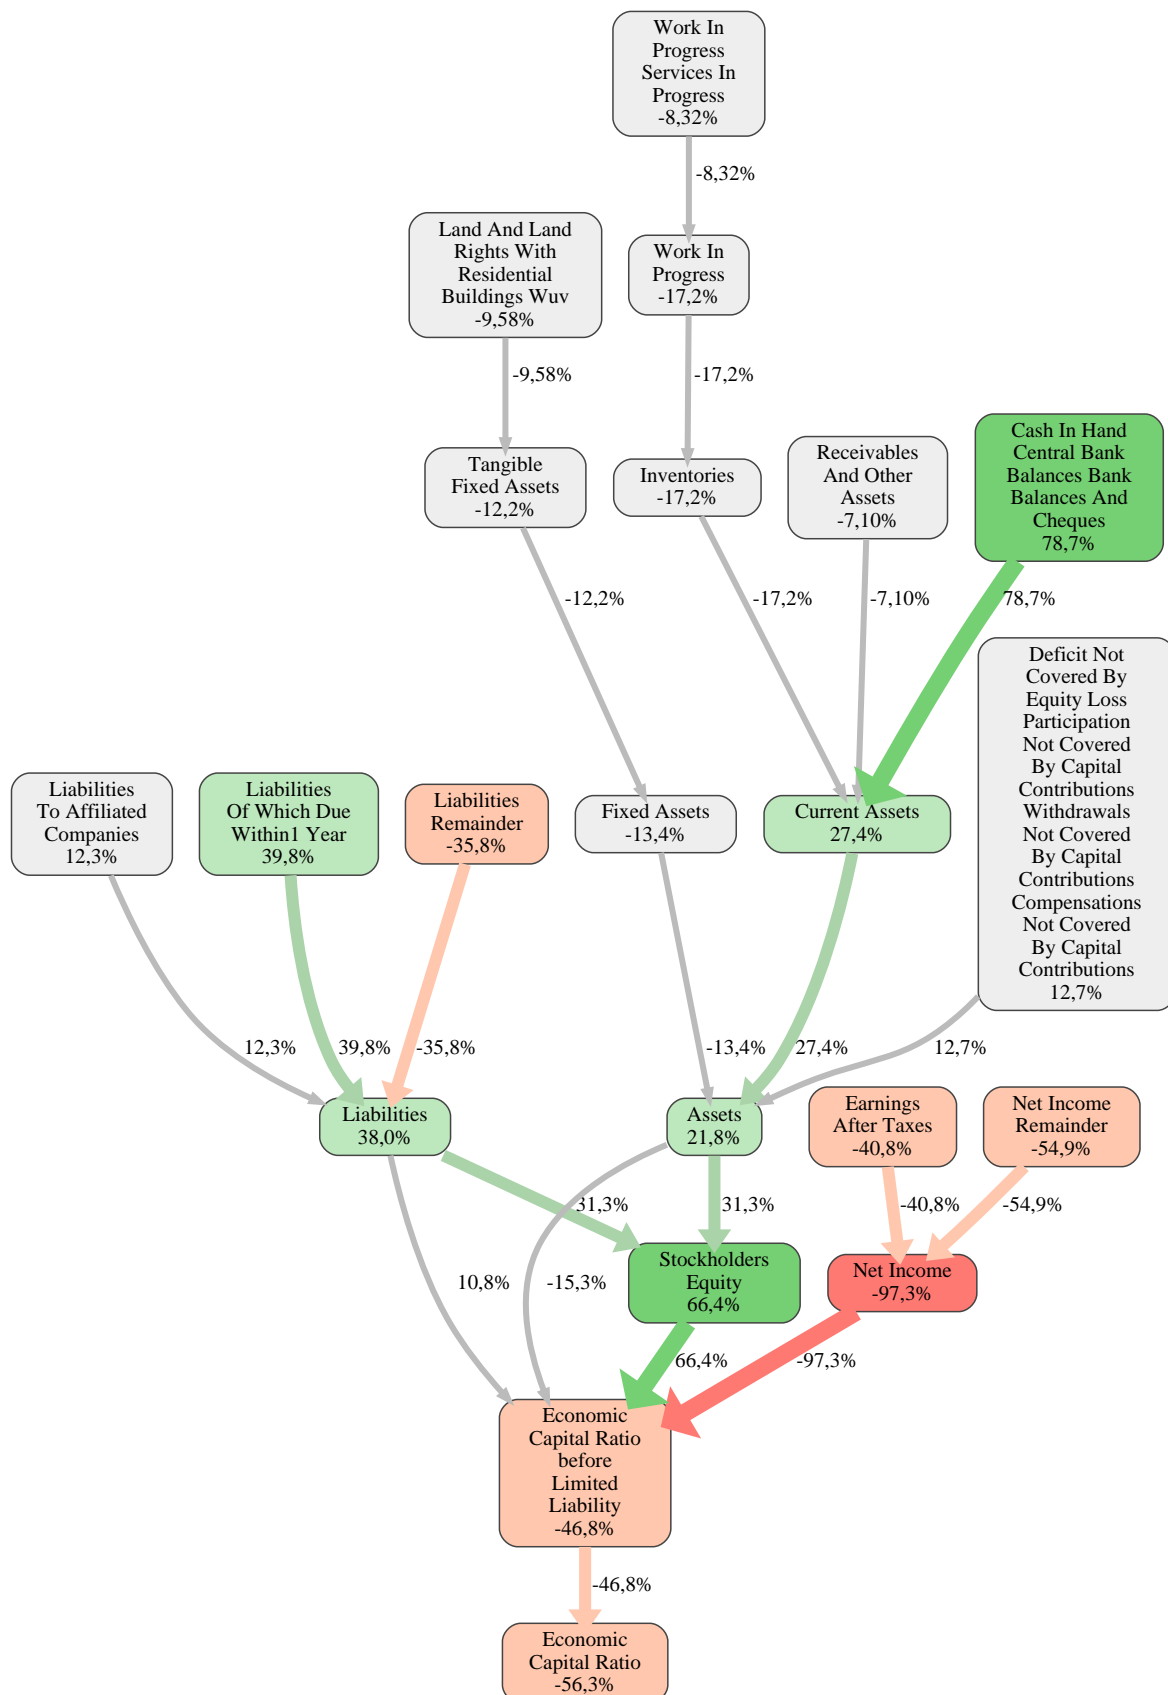 Work In
Progress
Services In
Progress
-8,32%
-8,32%
Land And Land
Rights With
Residential
Buildings Wuv
-9,58%
Work In
Progress
-17,2%
-9,58%
-17,2%
Tangible
Fixed Assets
-12,2%
Inventories
-17,2%
Receivables
And Other
Assets
-7,10%
Cash In Hand
Central Bank
Balances Bank
Balances And
Cheques
78,7%
-12,2%
-17,2%
-7,10%
78,7%
Deficit Not
Covered By
Equity Loss
Participation
Not Covered
By Capital
Contributions
Withdrawals
Not Covered
By Capital
Contributions
Compensations
Not Covered
By Capital
Contributions
12,7%
Liabilities
To Affiliated
Companies
12,3%
Liabilities
Of Which Due
Within1 Year
39,8%
Liabilities
Remainder
-35,8%
Fixed Assets
-13,4%
Current Assets
27,4%
12,3%
39,8%
-35,8%
-13,4%
27,4%
12,7%
Liabilities
38,0%
Assets
21,8%
Earnings
After Taxes
-40,8%
Net Income
Remainder
-54,9%
31,3%
31,3%
-40,8%
-54,9%
10,8%
-15,3%
Stockholders
Equity
66,4%
Net Income
-97,3%
66,4%
-97,3%
Economic
Capital Ratio
before
Limited
Liability
-46,8%
-46,8%
Economic
Capital Ratio
-56,3%